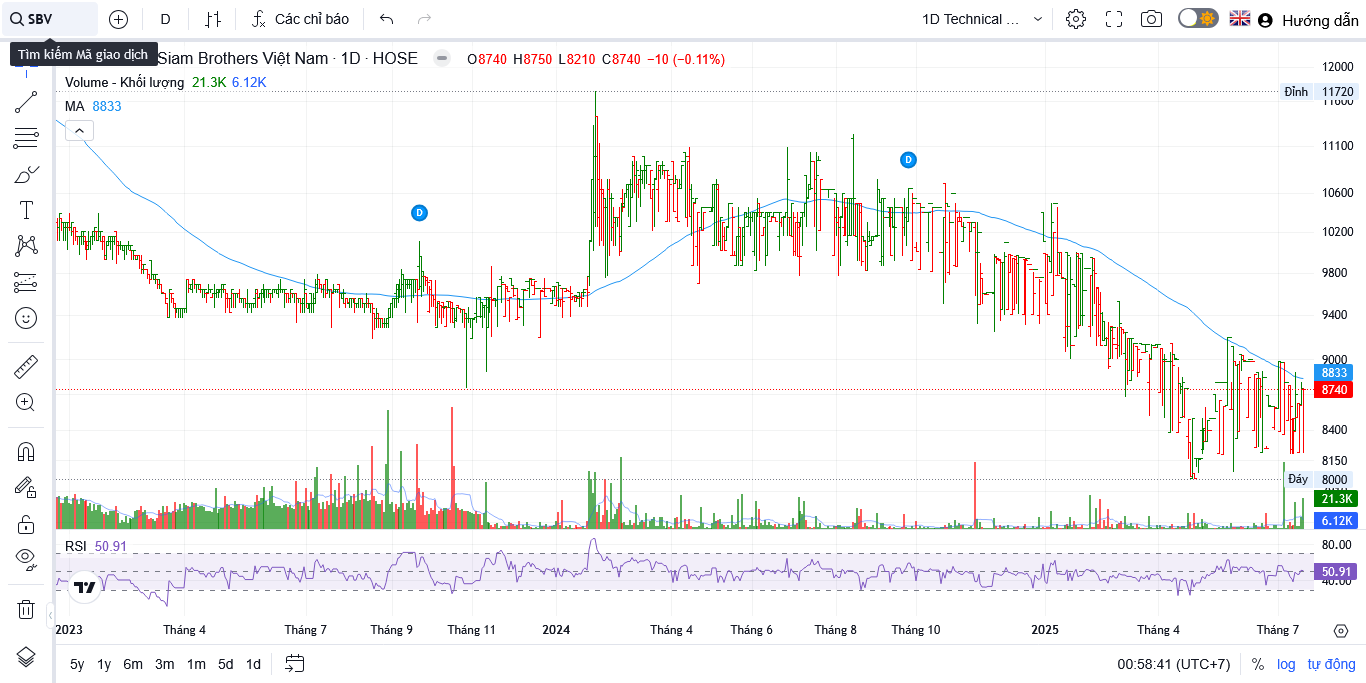 SBV
D
Các chỉ báo
1D Technical ...
Hướng dẫn
Tìm kiếm Mã giao dịch
Siam Brothers Việt Nam · 1D · HOSE
O8740 H8750 L8210 C8740 −10 (−0.11%)
Volume - Khối lượng 21.3K 6.12K
MA 8833
12000
Đỉnh 11720
11600
11100
D
10600
D
10200
9800
9400
9000
8833
8740
8400
8150
Đáy 8000
21.3K
6.12K
RSI 50.91
80.00
50.91
40.00
2023 Tháng 4 Tháng 7 Tháng 9 Tháng 11 2024 Tháng 4 Tháng 6 Tháng 8 Tháng 10 2025 Tháng 4 Tháng 7
5y 1y 6m 3m 1m 5d 1d
00:58:41 (UTC+7) % log tự động